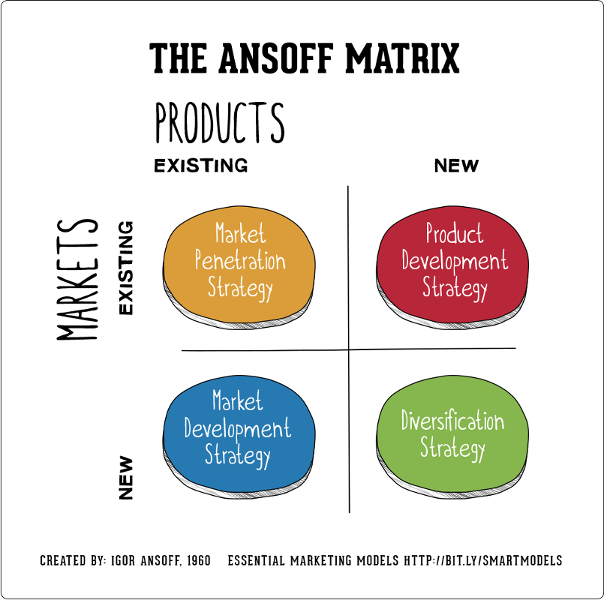 THE ANSOFF MATRIX
PRODUCTS
EXISTING NEW
MARKETS
EXISTING
Market
Penetration
Strategy
Product
Development
Strategy
NEW
Market
Development
Strategy
Diversification
Strategy
CREATED BY: IGOR ANSOFF, 1960 ESSENTIAL MARKETING MODELS HTTP://BIT.LY/SMARTMODELS